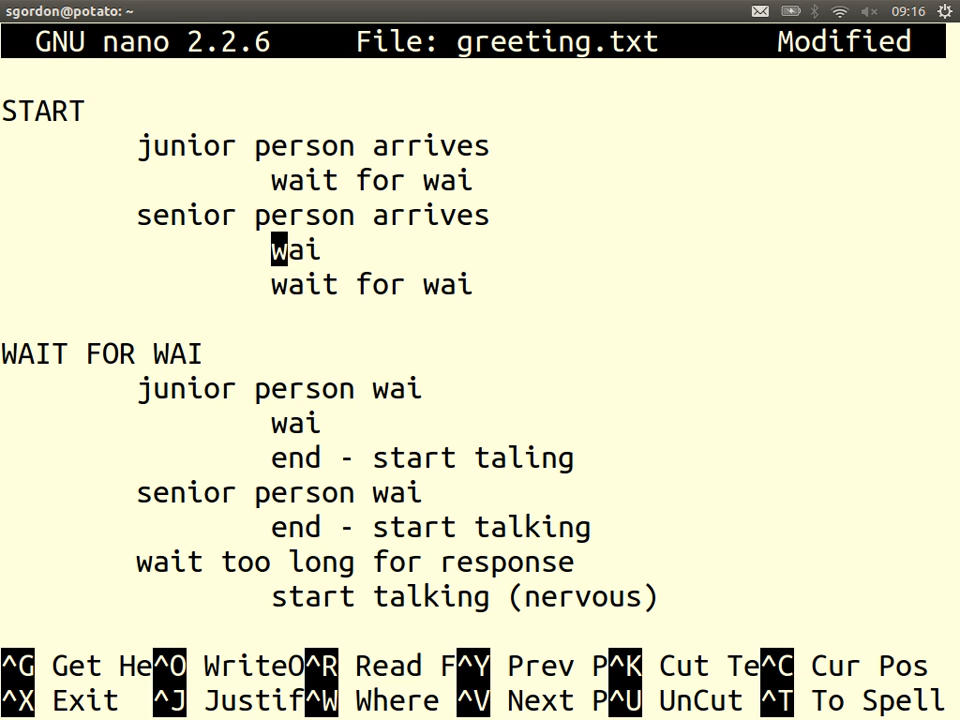 sgordon@potato: ~ 09:16
GNU nano 2.2.6 File: greeting.txt Modified
START
junior person arrives
wait for wai
senior person arrives
wai
wait for wai
WAIT FOR WAI
junior person wai
wai
end - start taling
senior person wai
end - start talking
wait too long for response
start talking (nervous)
^G Get He^O WriteO^R Read F^Y Prev P^K Cut Te^C Cur Pos
^X Exit ^J Justif^W Where ^V Next P^U UnCut ^T To Spell